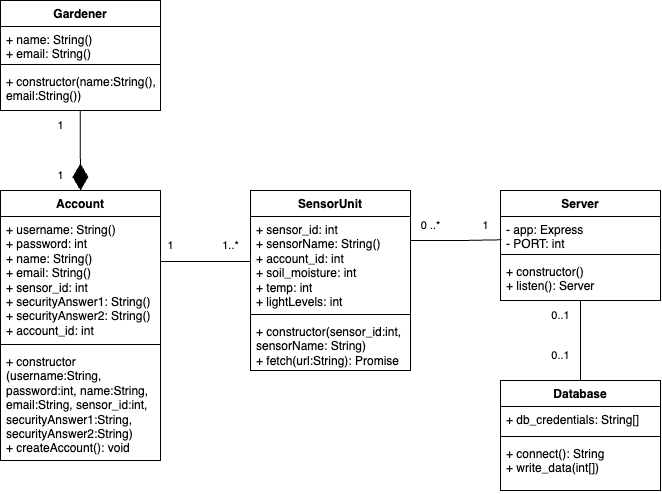 Gardener
+ name: String()
+ email: String()
+ constructor(name:String(),
email:String())
1
1
Account
+ username: String()
+ password: int
+ name: String()
+ email: String()
+ sensor_id: int
+ securityAnswer1: String()
+ securityAnswer2: String()
+ account_id: int
+ constructor
(username:String,
password:int, name:String,
email:String, sensor_id:int,
securityAnswer1:String,
securityAnswer2:String)
+ createAccount(): void
1
1..*
SensorUnit
+ sensor_id: int
+ sensorName: String()
+ account_id: int
+ soil_moisture: int
+ temp: int
+ lightLevels: int
+ constructor(sensor_id:int,
sensorName: String)
+ fetch(url:String): Promise
0 ..*
1
Server
- app: Express
- PORT: int
+ constructor()
+ listen(): Server
0..1
0..1
Database
+ db_credentials: String[]
+ connect(): String
+ write_data(int[])